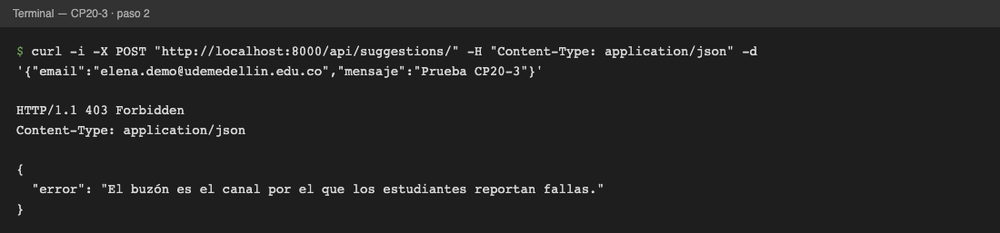 Terminal — CP20-3 · paso 2
$ curl -i -X POST "http://localhost:8000/api/suggestions/" -H "Content-Type: application/json" -d
'{"email":"elena.demo@udemedellin.edu.co","mensaje":"Prueba CP20-3"}'
HTTP/1.1 403 Forbidden
Content-Type: application/json
{
"error": "El buzón es el canal por el que los estudiantes reportan fallas."
}